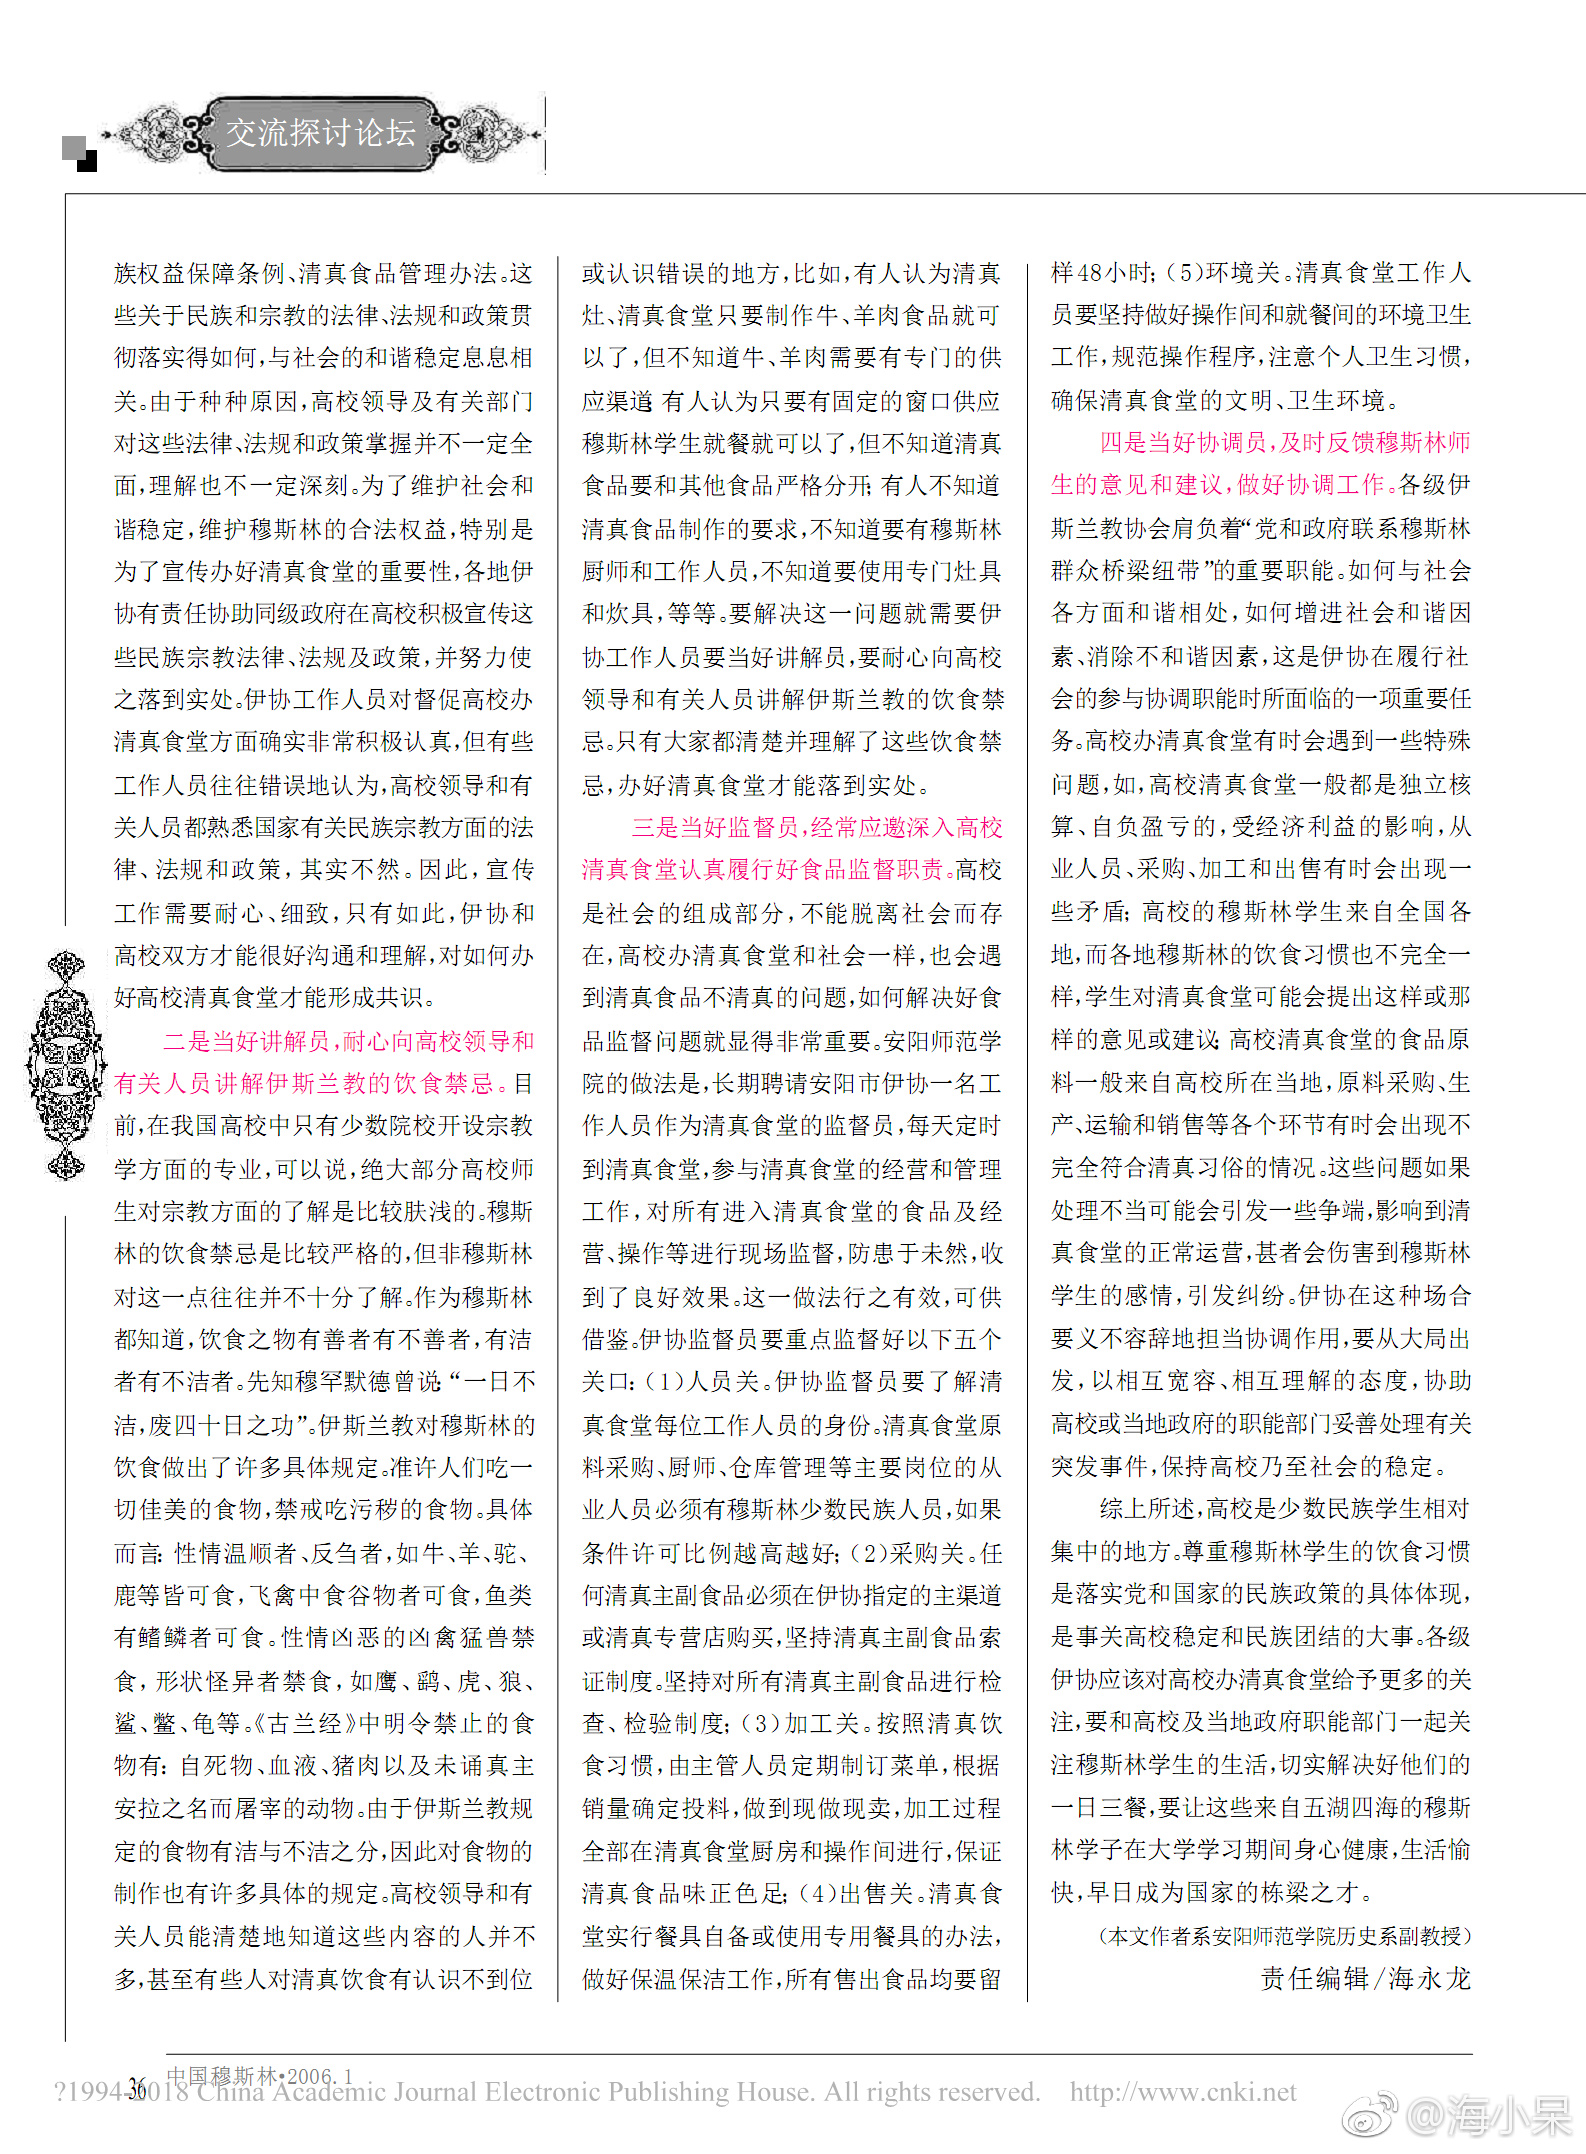 交流探讨论坛
族权益保障条例、清真食品管理办法。这
些关于民族和宗教的法律、法规和政策贯
彻落实得如何,与社会的和谐稳定息息相
关。由于种种原因,高校领导及有关部门
对这些法律、法规和政策掌握并不一定全
面,理解也不一定深刻。为了维护社会和
谐稳定,维护穆斯林的合法权益,特别是
为了宣传办好清真食堂的重要性,各地伊
协有责任协助同级政府在高校积极宣传这
些民族宗教法律、法规及政策,并努力使
之落到实处。伊协工作人员对督促高校办
清真食堂方面确实非常积极认真,但有些
工作人员往往错误地认为,高校领导和有
关人员都熟悉国家有关民族宗教方面的法
律、法规和政策,其实不然。因此,宣传
工作需要耐心、细致,只有如此,伊协和
高校双方才能很好沟通和理解,对如何办
好高校清真食堂才能形成共识。
二是当好讲解员,耐心向高校领导和
有关人员讲解伊斯兰教的饮食禁忌。目
前,在我国高校中只有少数院校开设宗教
学方面的专业,可以说,绝大部分高校师
生对宗教方面的了解是比较肤浅的。穆斯
林的饮食禁忌是比较严格的,但非穆斯林
对这一点往往并不十分了解。作为穆斯林
都知道,饮食之物有善者有不善者,有洁
者有不洁者。先知穆罕默德曾说:“一日不
洁,废四十日之功”。伊斯兰教对穆斯林的
饮食做出了许多具体规定。准许人们吃一
切佳美的食物,禁戒吃污秽的食物。具体
而言:性情温顺者、反刍者,如牛、羊、驼、
鹿等皆可食,飞禽中食谷物者可食,鱼类
有鳍鳞者可食。性情凶恶的凶禽猛兽禁
食,形状怪异者禁食,如鹰、鹞、虎、狼、
鲨、鳖、龟等。《古兰经》中明令禁止的食
物有:自死物、血液、猪肉以及未诵真主
安拉之名而屠宰的动物。由于伊斯兰教规
定的食物有洁与不洁之分,因此对食物的
制作也有许多具体的规定。高校领导和有
关人员能清楚地知道这些内容的人并不
多,甚至有些人对清真饮食有认识不到位
或认识错误的地方,比如,有人认为清真
灶、清真食堂只要制作牛、羊肉食品就可
以了,但不知道牛、羊肉需要有专门的供
应渠道;有人认为只要有固定的窗口供应
穆斯林学生就餐就可以了,但不知道清真
食品要和其他食品严格分开;有人不知道
清真食品制作的要求,不知道要有穆斯林
厨师和工作人员,不知道要使用专门灶具
和炊具,等等。要解决这一问题就需要伊
协工作人员要当好讲解员,要耐心向高校
领导和有关人员讲解伊斯兰教的饮食禁
忌。只有大家都清楚并理解了这些饮食禁
忌,办好清真食堂才能落到实处。
三是当好监督员,经常应邀深入高校
清真食堂认真履行好食品监督职责。高校
是社会的组成部分,不能脱离社会而存
在,高校办清真食堂和社会一样,也会遇
到清真食品不清真的问题,如何解决好食
品监督问题就显得非常重要。安阳师范学
院的做法是,长期聘请安阳市伊协一名工
作人员作为清真食堂的监督员,每天定时
到清真食堂,参与清真食堂的经营和管理
工作,对所有进入清真食堂的食品及经
营、操作等进行现场监督,防患于未然,收
到了良好效果。这一做法行之有效,可供
借鉴。伊协监督员要重点监督好以下五个
关口:(1)人员关。伊协监督员要了解清
真食堂每位工作人员的身份。清真食堂原
料采购、厨师、仓库管理等主要岗位的从
业人员必须有穆斯林少数民族人员,如果
条件许可比例越高越好;(2)采购关。任
何清真主副食品必须在伊协指定的主渠道
或清真专营店购买,坚持清真主副食品索
证制度。坚持对所有清真主副食品进行检
查、检验制度;(3)加工关。按照清真饮
食习惯,由主管人员定期制订菜单,根据
销量确定投料,做到现做现卖,加工过程
全部在清真食堂厨房和操作间进行,保证
清真食品味正色足;(4)出售关。清真食
堂实行餐具自备或使用专用餐具的办法,
做好保温保洁工作,所有售出食品均要留
样48小时;(5)环境关。清真食堂工作人
员要坚持做好操作间和就餐间的环境卫生
工作,规范操作程序,注意个人卫生习惯,
确保清真食堂的文明、卫生环境。
四是当好协调员,及时反馈穆斯林师
生的意见和建议,做好协调工作。各级伊
斯兰教协会肩负着“党和政府联系穆斯林
群众桥梁纽带”的重要职能。如何与社会
各方面和谐相处,如何增进社会和谐因
素、消除不和谐因素,这是伊协在履行社
会的参与协调职能时所面临的一项重要任
务。高校办清真食堂有时会遇到一些特殊
问题,如,高校清真食堂一般都是独立核
算、自负盈亏的,受经济利益的影响,从
业人员、采购、加工和出售有时会出现一
些矛盾;高校的穆斯林学生来自全国各
地,而各地穆斯林的饮食习惯也不完全一
样,学生对清真食堂可能会提出这样或那
样的意见或建议;高校清真食堂的食品原
料一般来自高校所在当地,原料采购、生
产、运输和销售等各个环节有时会出现不
完全符合清真习俗的情况。这些问题如果
处理不当可能会引发一些争端,影响到清
真食堂的正常运营,甚者会伤害到穆斯林
学生的感情,引发纠纷。伊协在这种场合
要义不容辞地担当协调作用,要从大局出
发,以相互宽容、相互理解的态度,协助
高校或当地政府的职能部门妥善处理有关
突发事件,保持高校乃至社会的稳定。
综上所述,高校是少数民族学生相对
集中的地方。尊重穆斯林学生的饮食习惯
是落实党和国家的民族政策的具体体现,
是事关高校稳定和民族团结的大事。各级
伊协应该对高校办清真食堂给予更多的关
注,要和高校及当地政府职能部门一起关
注穆斯林学生的生活,切实解决好他们的
一日三餐,要让这些来自五湖四海的穆斯
林学子在大学学习期间身心健康,生活愉
快,早日成为国家的栋梁之才。
(本文作者系安阳师范学院历史系副教授)
责任编辑/海永龙
36 中国穆斯林•2006.1
?1994-2018 China Academic Journal Electronic Publishing House. All rights reserved. http://www.cnki.net
@海小呆